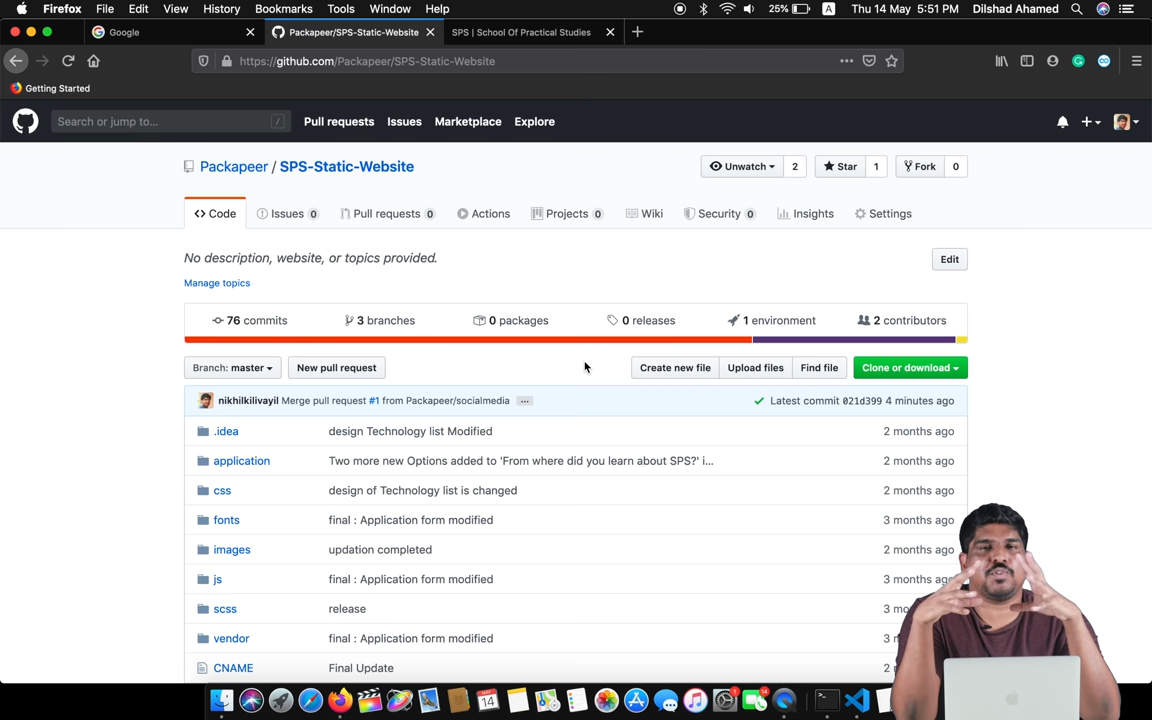 Firefox File Edit View History Bookmarks Tools Window Help 25% A Thu 14 May 5:51 PM Dilshad Ahamed
Google Packapeer/SPS-Static-Website SPS | School Of Practical Studies
https://github.com/Packapeer/SPS-Static-Website
Getting Started
Search or jump to... / Pull requests Issues Marketplace Explore
Packapeer / SPS-Static-Website Unwatch 2 Star 1 Fork 0
Code Issues 0 Pull requests 0 Actions Projects 0 Wiki Security 0 Insights Settings
No description, website, or topics provided. Edit
Manage topics
76 commits 3 branches 0 packages 0 releases 1 environment 2 contributors
Branch: master New pull request Create new file Upload files Find file Clone or download
nikhilkilivayil Merge pull request #1 from Packapeer/socialmedia ... Latest commit 021d399 4 minutes ago
.idea design Technology list Modified 2 months ago
application Two more new Options added to 'From where did you learn about SPS?' i... 2 months ago
css design of Technology list is changed 2 months ago
fonts final : Application form modified 3 months ago
images updation completed 2 months ago
js final : Application form modified 3 months ago
scss release 3
vendor final : Application form modified 3
CNAME Final Update 2